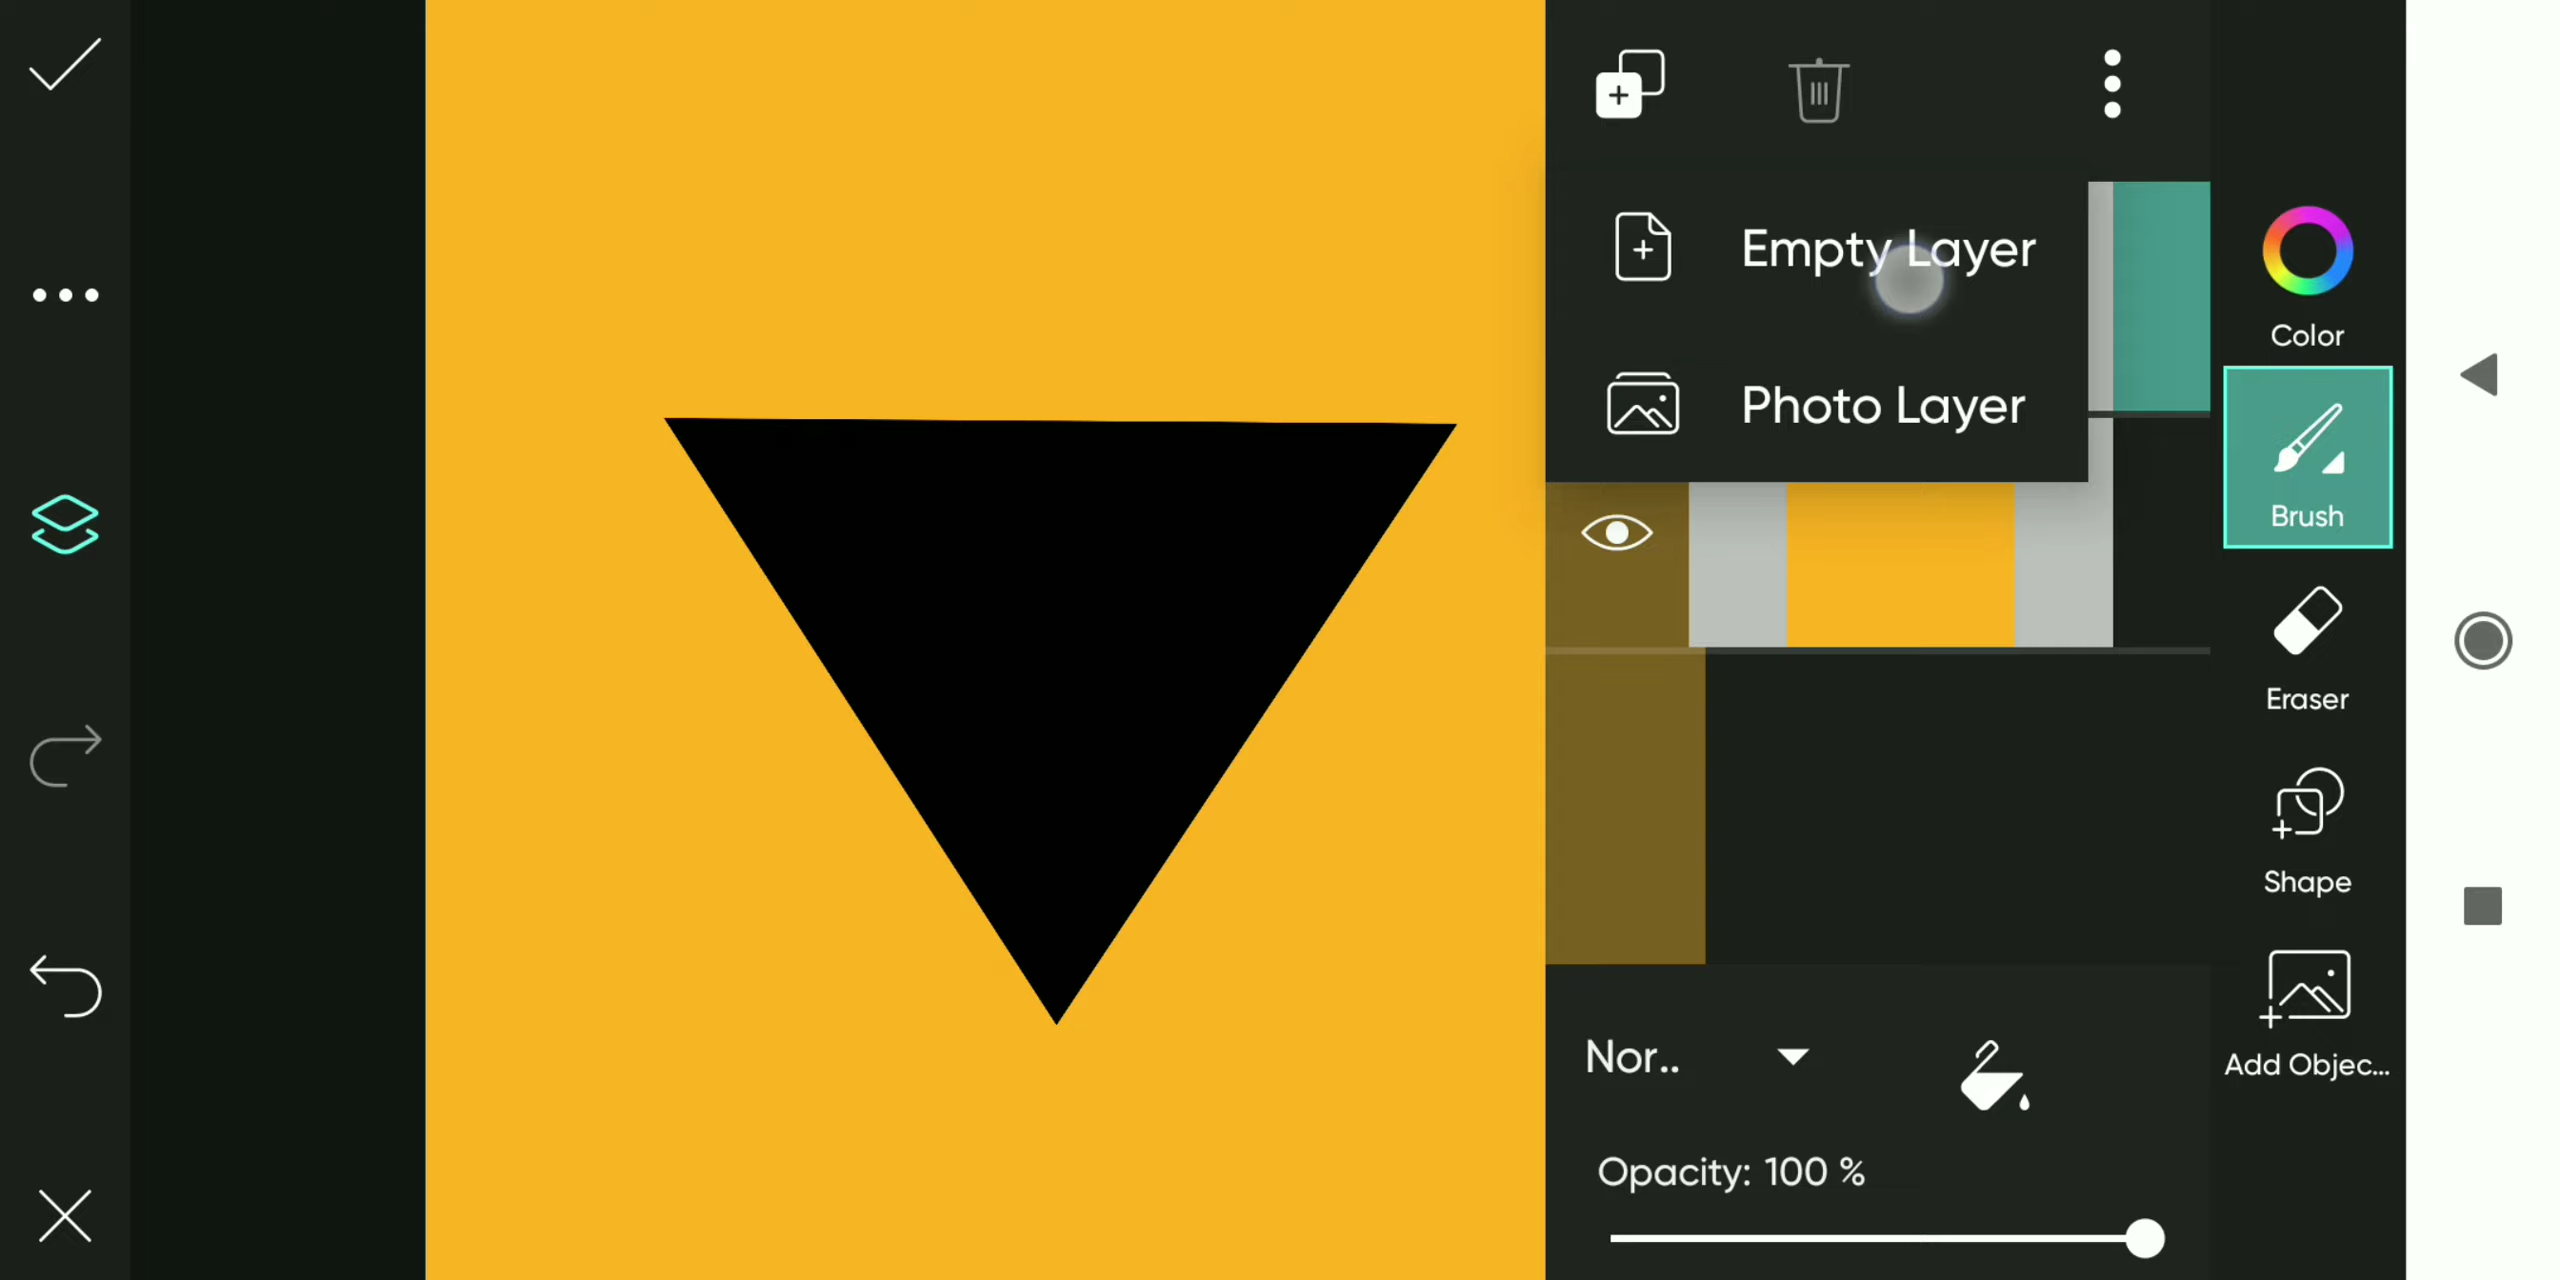 Empty Layer
Photo Layer
Color
Brush
Eraser
Shape
Add Objec...
Nor..
Opacity: 100 %